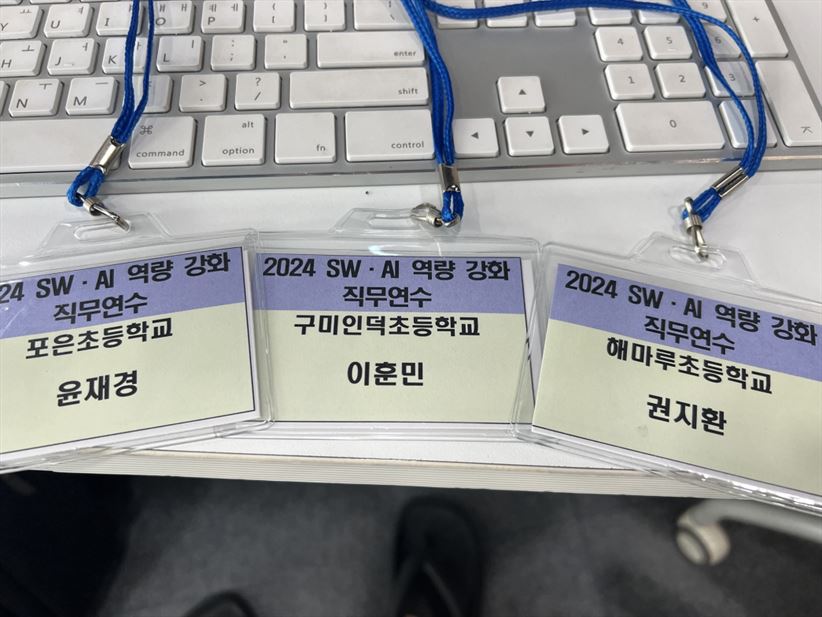 enter
shift
alt
command
option
fn
control
4
5
6
1
2
3
0
24 SW · AI 역량 강화
직무연수
포은초등학교
윤재경
2024 SW · AI 역량 강화
직무연수
구미인덕초등학교
이훈민
2024 SW · AI 역량 강화
직무연수
해마루초등학교
권지환